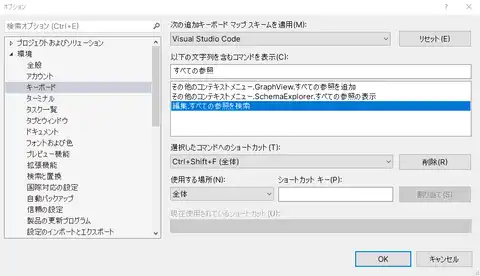 オプション
検索オプション(Ctrl+E)
プロジェクトおよびソリューション
環境
全般
アカウント
キーボード
ターミナル
タスク一覧
タブとウィンドウ
ドキュメント
フォントおよび色
プレビュー機能
拡張機能
検索と置換
国際対応の設定
自動バックアップ
信頼の設定
製品の更新プログラム
設定のインポートとエクスポート
次の追加キーボード マップ スキームを適用(M):
Visual Studio Code
リセット(E)
以下の文字列を含むコマンドを表示(C):
すべての参照
その他のコンテキストメニュー.GraphView.すべての参照を追加
その他のコンテキストメニュー.SchemaExplorer.すべての参照の表示
編集.すべての参照を検索
選択したコマンドへのショートカット(T):
Ctrl+Shift+F (全体)
削除(R)
使用する場所(N):
ショートカット キー(P):
全体
割り当て(S)
現在使用されているショートカット(U):
OK
キャンセル